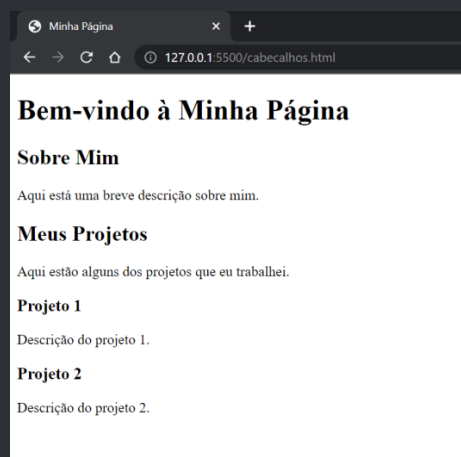 Minha Página
127.0.0.1:5500/cabecalhos.html
Bem-vindo à Minha Página
Sobre Mim
Aqui está uma breve descrição sobre mim.
Meus Projetos
Aqui estão alguns dos projetos que eu trabalhei.
Projeto 1
Descrição do projeto 1.
Projeto 2
Descrição do projeto 2.